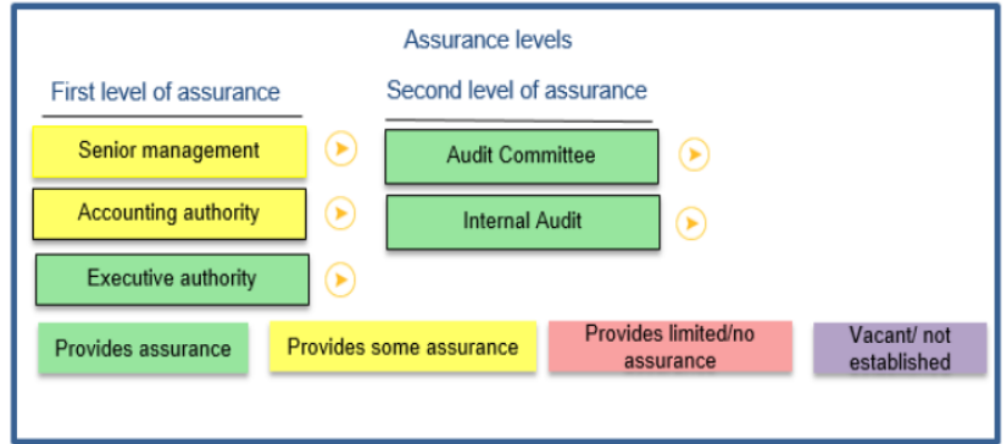 Assurance levels
First level of assurance
Second level of assurance
Senior management
Audit Committee
Accounting authority
Internal Audit
Executive authority
Provides assurance
Provides some assurance
Provides limited/no
assurance
Vacant/ not
established